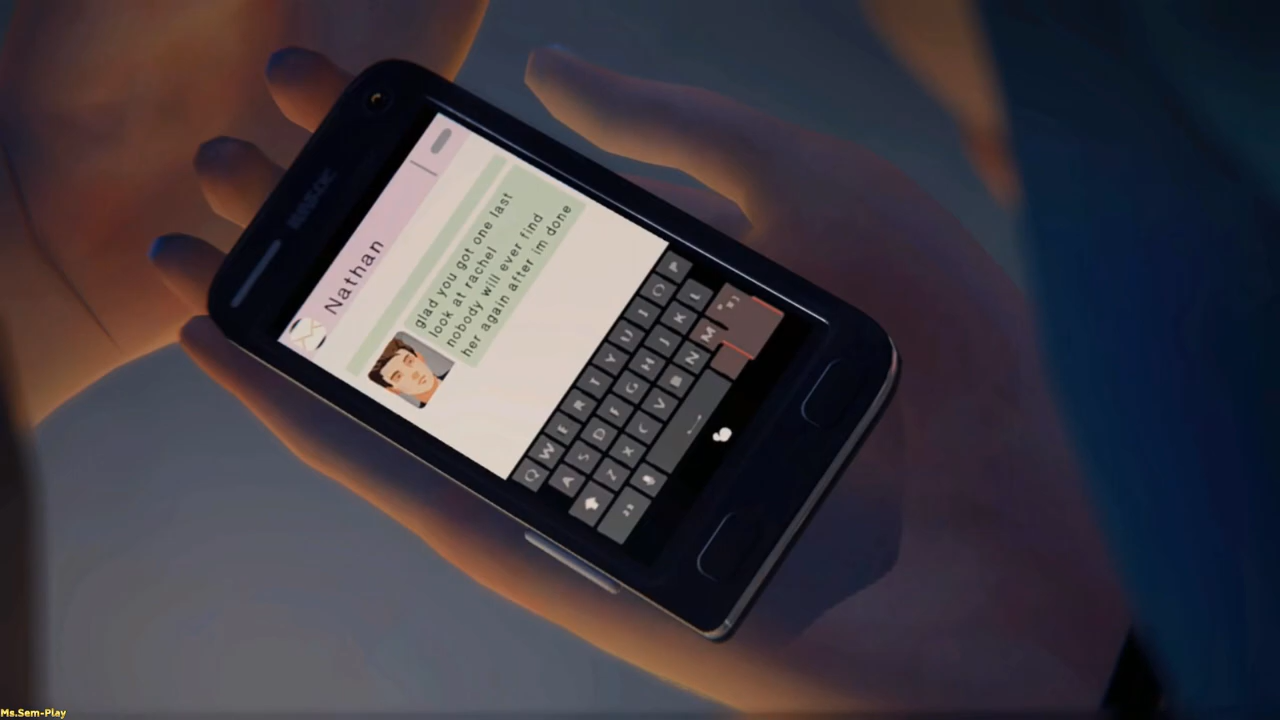 Nathan
glad you got one last
look at rachel
nobody will ever find
her again after im done
Q W E R T Y U I O P
A S D F G H J K L
Z X C V B N M
Ms.Sem-Play